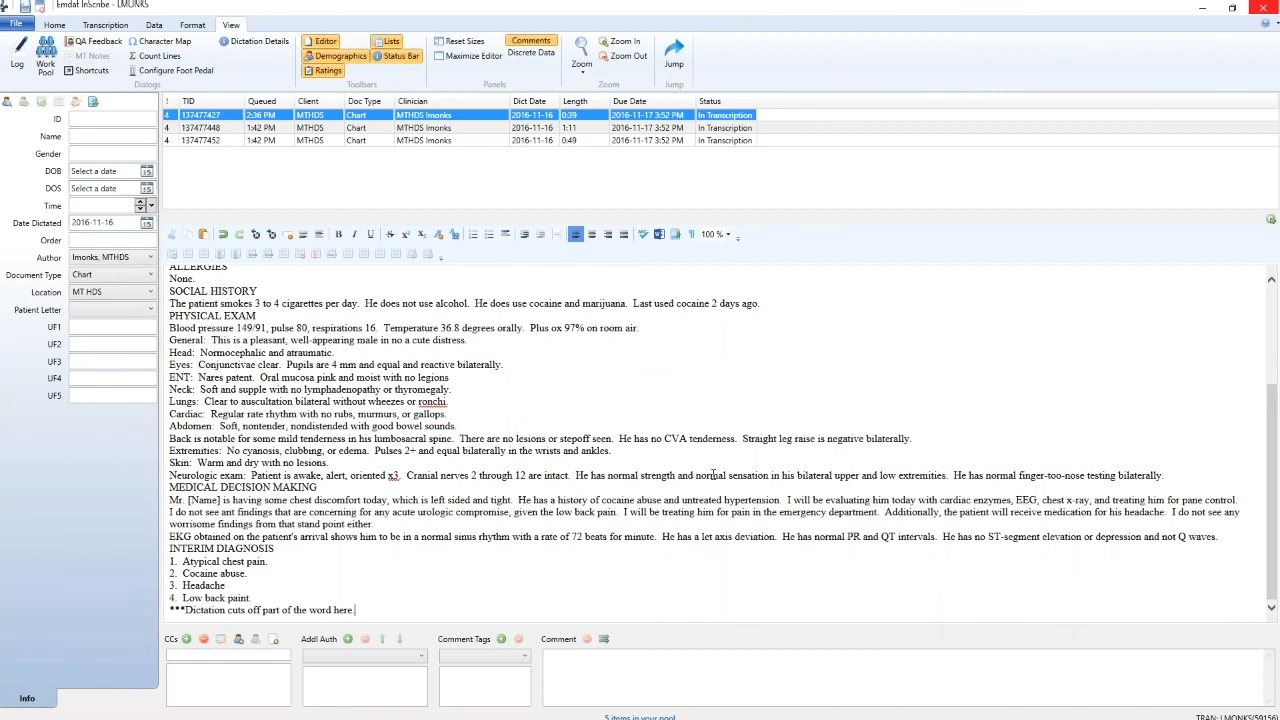 Emdat InScribe - LMUNKS
File Home Transcription Data Format View
Log
Work Pool
QA Feedback
MT Notes
Shortcuts
Character Map
Count Lines
Configure Foot Pedal
Dictation Details
Dialogs
Editor
Demographics
Ratings
Lists
Status Bar
Toolbars
Reset Sizes
Maximize Editor
Comments
Discrete Data
Panels
Zoom
Zoom In
Zoom Out
Zoom
Jump
Jump
! TID Queued Client Doc Type Clinician Dict Date Length Due Date Status
4 137477427 2:36 PM MTHDS Chart MTHDS lmonks 2016-11-16 0:39 2016-11-17 3:52 PM In Transcription
4 137477448 1:42 PM MTHDS Chart MTHDS lmonks 2016-11-16 1:11 2016-11-17 3:52 PM In Transcription
4 137477452 1:42 PM MTHDS Chart MTHDS lmonks 2016-11-16 0:49 2016-11-17 3:52 PM In Transcription
ID
Name
Gender
DOB Select a date 15
DOS Select a date 15
Time
Date Dictated 2016-11-16 15
Order
Author lmonks, MTHDS
Document Type Chart
Location MT HDS
Patient Letter
UF1
UF2
UF3
UF4
UF5
Info
B I U 100 %
ALLERGIES
None.
SOCIAL HISTORY
The patient smokes 3 to 4 cigarettes per day. He does not use alcohol. He does use cocaine and marijuana. Last used cocaine 2 days ago.
PHYSICAL EXAM
Blood pressure 149/91, pulse 80, respirations 16. Temperature 36.8 degrees orally. Plus ox 97% on room air.
General: This is a pleasant, well-appearing male in no a cute distress.
Head: Normocephalic and atraumatic.
Eyes: Conjunctivae clear. Pupils are 4 mm and equal and reactive bilaterally.
ENT: Nares patent. Oral mucosa pink and moist with no legions
Neck: Soft and supple with no lymphadenopathy or thyromegaly.
Lungs: Clear to auscultation bilateral without wheezes or ronchi.
Cardiac: Regular rate rhythm with no rubs, murmurs, or gallops.
Abdomen: Soft, nontender, nondistended with good bowel sounds.
Back is notable for some mild tenderness in his lumbosacral spine. There are no lesions or stepoff seen. He has no CVA tenderness. Straight leg raise is negative bilaterally.
Extremities: No cyanosis, clubbing, or edema. Pulses 2+ and equal bilaterally in the wrists and ankles.
Skin: Warm and dry with no lesions.
Neurologic exam: Patient is awake, alert, oriented x3. Cranial nerves 2 through 12 are intact. He has normal strength and normal sensation in his bilateral upper and low extremities. He has normal finger-too-nose testing bilaterally.
MEDICAL DECISION MAKING
Mr. [Name] is having some chest discomfort today, which is left sided and tight. He has a history of cocaine abuse and untreated hypertension. I will be evaluating him today with cardiac enzymes, EEG, chest x-ray, and treating him for pane control.
I do not see ant findings that are concerning for any acute urologic compromise, given the low back pain. I will be treating him for pain in the emergency department. Additionally, the patient will receive medication for his headache. I do not see any
worrisome findings from that stand point either.
EKG obtained on the patient's arrival shows him to be in a normal sinus rhythm with a rate of 72 beats for minute. He has a let axis deviation. He has normal PR and QT intervals. He has no ST-segment elevation or depression and not Q waves.
INTERIM DIAGNOSIS
1. Atypical chest pain.
2. Cocaine abuse.
3. Headache
4. Low back paint.
***Dictation cuts off part of the word here.
CCs Addl Auth Comment Tags Comment
5 items in your pool